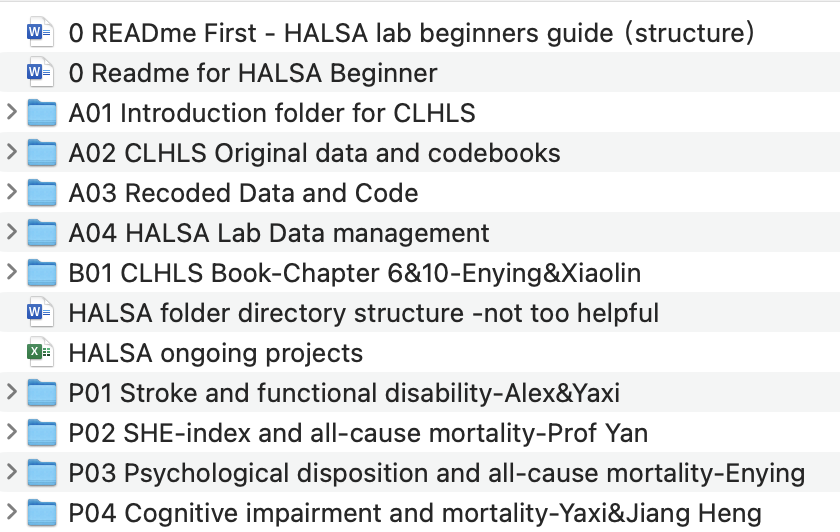 0 READme First - HALSA lab beginners guide（structure）
0 Readme for HALSA Beginner
A01 Introduction folder for CLHLS
A02 CLHLS Original data and codebooks
A03 Recoded Data and Code
A04 HALSA Lab Data management
B01 CLHLS Book-Chapter 6&10-Enying&Xiaolin
HALSA folder directory structure -not too helpful
HALSA ongoing projects
P01 Stroke and functional disability-Alex&Yaxi
P02 SHE-index and all-cause mortality-Prof Yan
P03 Psychological disposition and all-cause mortality-Enying
P04 Cognitive impairment and mortality-Yaxi&Jiang Heng